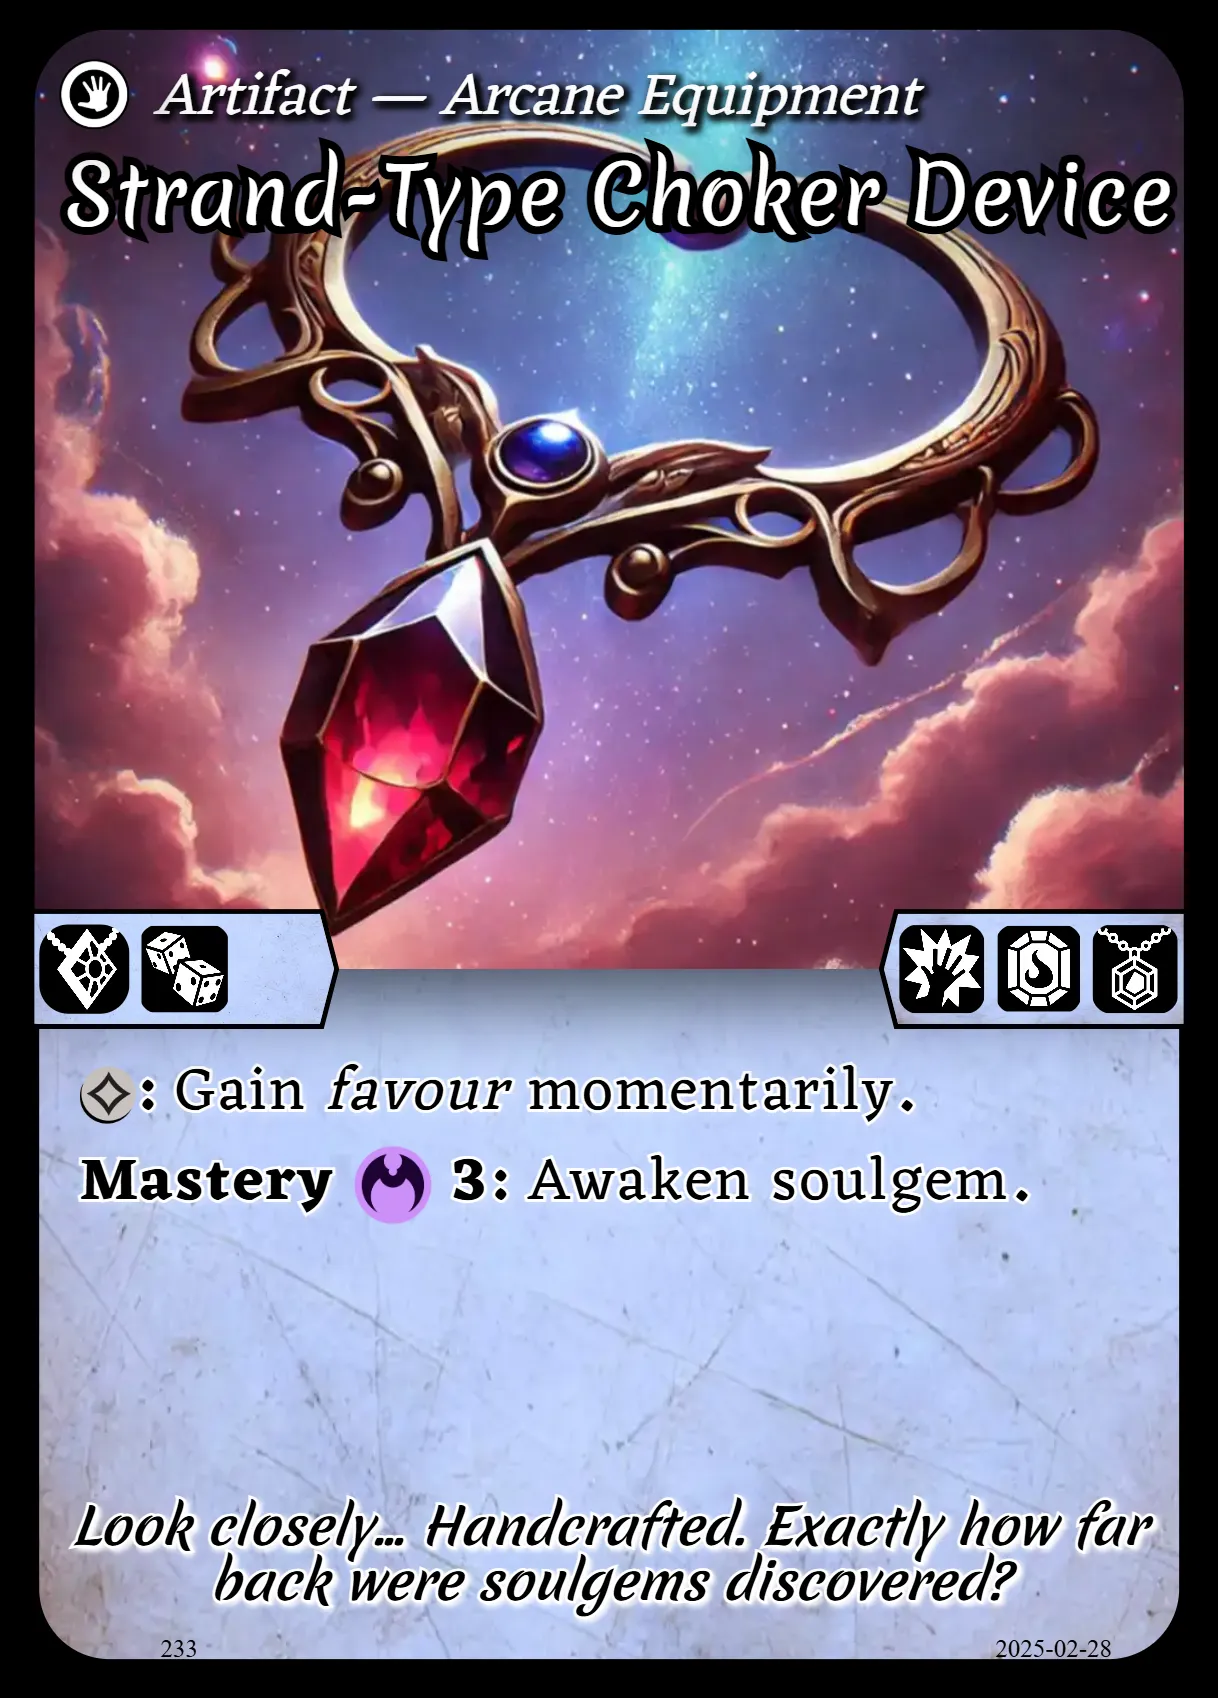 Artifact — Arcane Equipment
Strand-Type Choker Device
: Gain favour momentarily.
Mastery 3: Awaken soulgem.
Look closely... Handcrafted. Exactly how far
back were soulgems discovered?
233
2025-02-28